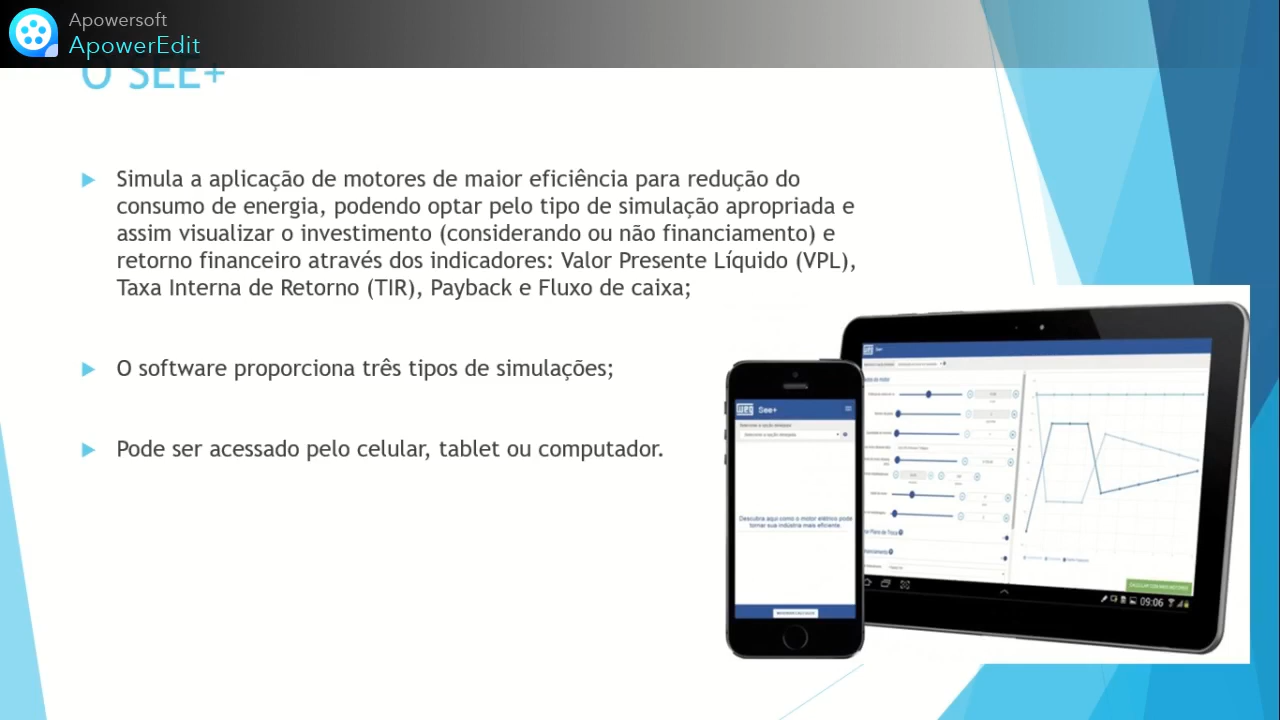 Apowersoft
ApowerEdit
O SEE+
Simula a aplicação de motores de maior eficiência para redução do
consumo de energia, podendo optar pelo tipo de simulação apropriada e
assim visualizar o investimento (considerando ou não financiamento) e
retorno financeiro através dos indicadores: Valor Presente Líquido (VPL),
Taxa Interna de Retorno (TIR), Payback e Fluxo de caixa;
O software proporciona três tipos de simulações;
Pode ser acessado pelo celular, tablet ou computador.
WEG See+
Descubra aqui como o motor elétrico pode
tornar sua indústria mais eficiente.
See+
09:06